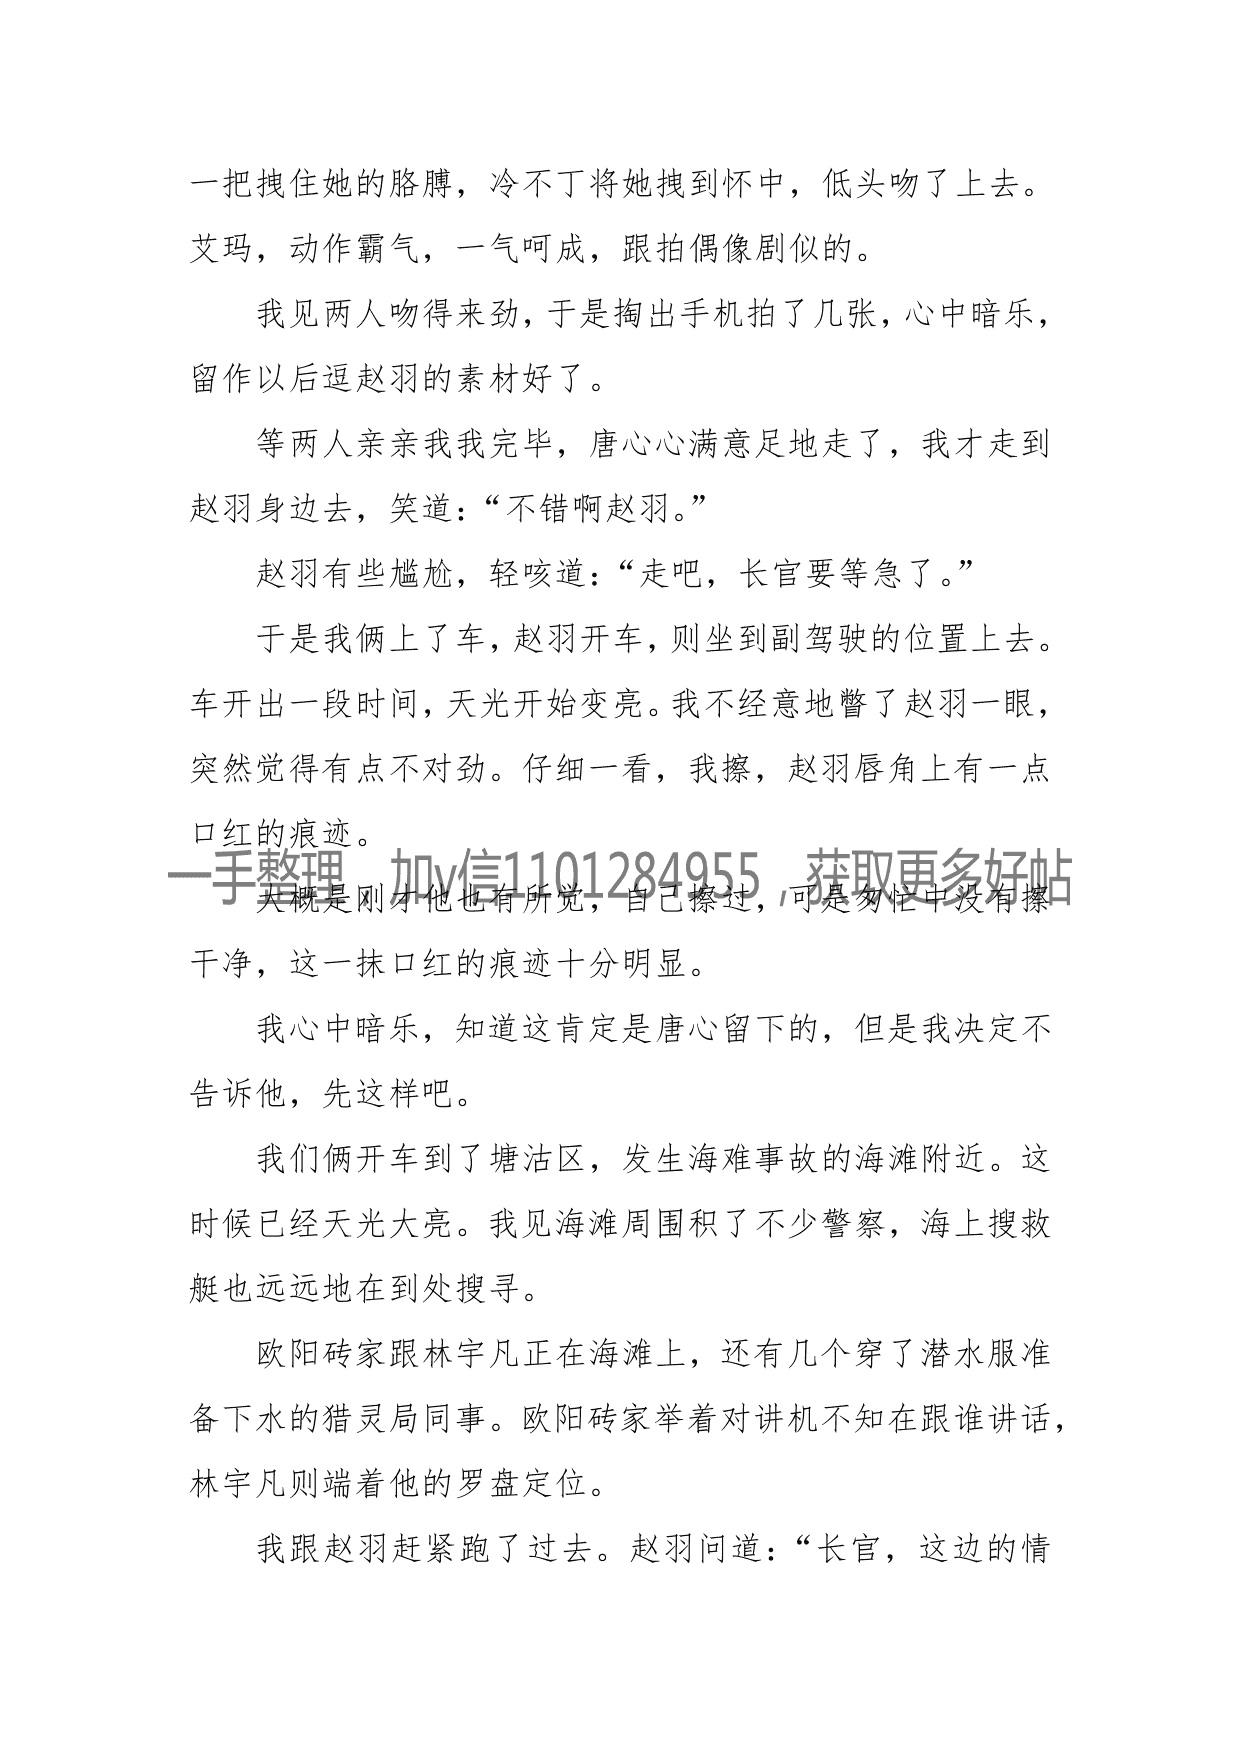 一把拽住她的胳膊，冷不丁将她拽到怀中，低头吻了上去。
艾玛，动作霸气，一气呵成，跟拍偶像剧似的。
我见两人吻得来劲，于是掏出手机拍了几张，心中暗乐，
留作以后逗赵羽的素材好了。
等两人亲亲我我完毕，唐心心满意足地走了，我才走到
赵羽身边去，笑道：“不错啊赵羽。”
赵羽有些尴尬，轻咳道：“走吧，长官要等急了。”
于是我俩上了车，赵羽开车，则坐到副驾驶的位置上去。
车开出一段时间，天光开始变亮。我不经意地瞥了赵羽一眼，
突然觉得有点不对劲。仔细一看，我擦，赵羽唇角上有一点
口红的痕迹。
一手整理，加v信1101284955，获取更多好帖
大概是刚才他也有所觉，自己擦过，可是匆忙中没有擦
干净，这一抹口红的痕迹十分明显。
我心中暗乐，知道这肯定是唐心留下的，但是我决定不
告诉他，先这样吧。
我们俩开车到了塘沽区，发生海难事故的海滩附近。这
时候已经天光大亮。我见海滩周围积了不少警察，海上搜救
艇也远远地在到处搜寻。
欧阳砖家跟林宇凡正在海滩上，还有几个穿了潜水服准
备下水的猎灵局同事。欧阳砖家举着对讲机不知在跟谁讲话，
林宇凡则端着他的罗盘定位。
我跟赵羽赶紧跑了过去。赵羽问道：“长官，这边的情